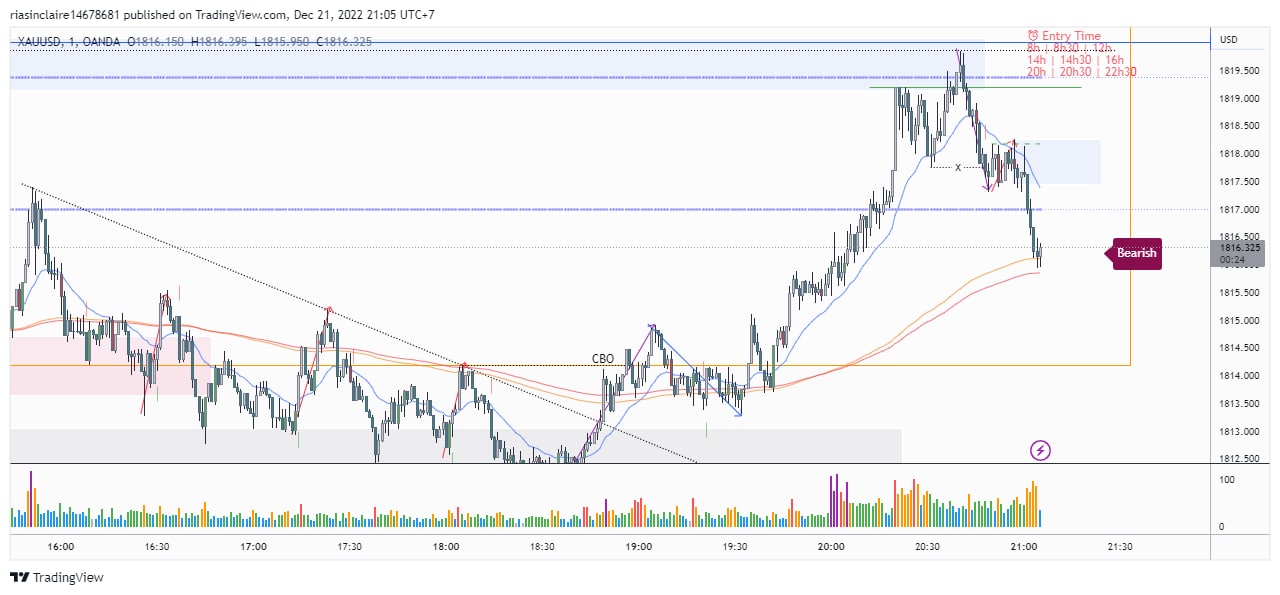 riasinclaire14678681 published on TradingView.com, Dec 21, 2022 21:05 UTC+7
XAUUSD, 1, OANDA O1816.150 H1816.395 L1815.950 C1816.325
USD
Entry Time
8h | 8h30 | 12h
14h | 14h30 | 16h
20h | 20h30 | 22h30
1819.500
1819.000
1818.500
1818.000
X
1817.500
1817.000
1816.500
1816.325
00:24
Bearish
1815.500
1815.000
1814.500
CBO
1814.000
1813.500
1813.000
1812.500
100
0
16:00 16:30 17:00 17:30 18:00 18:30 19:00 19:30 20:00 20:30 21:00 21:30
TradingView